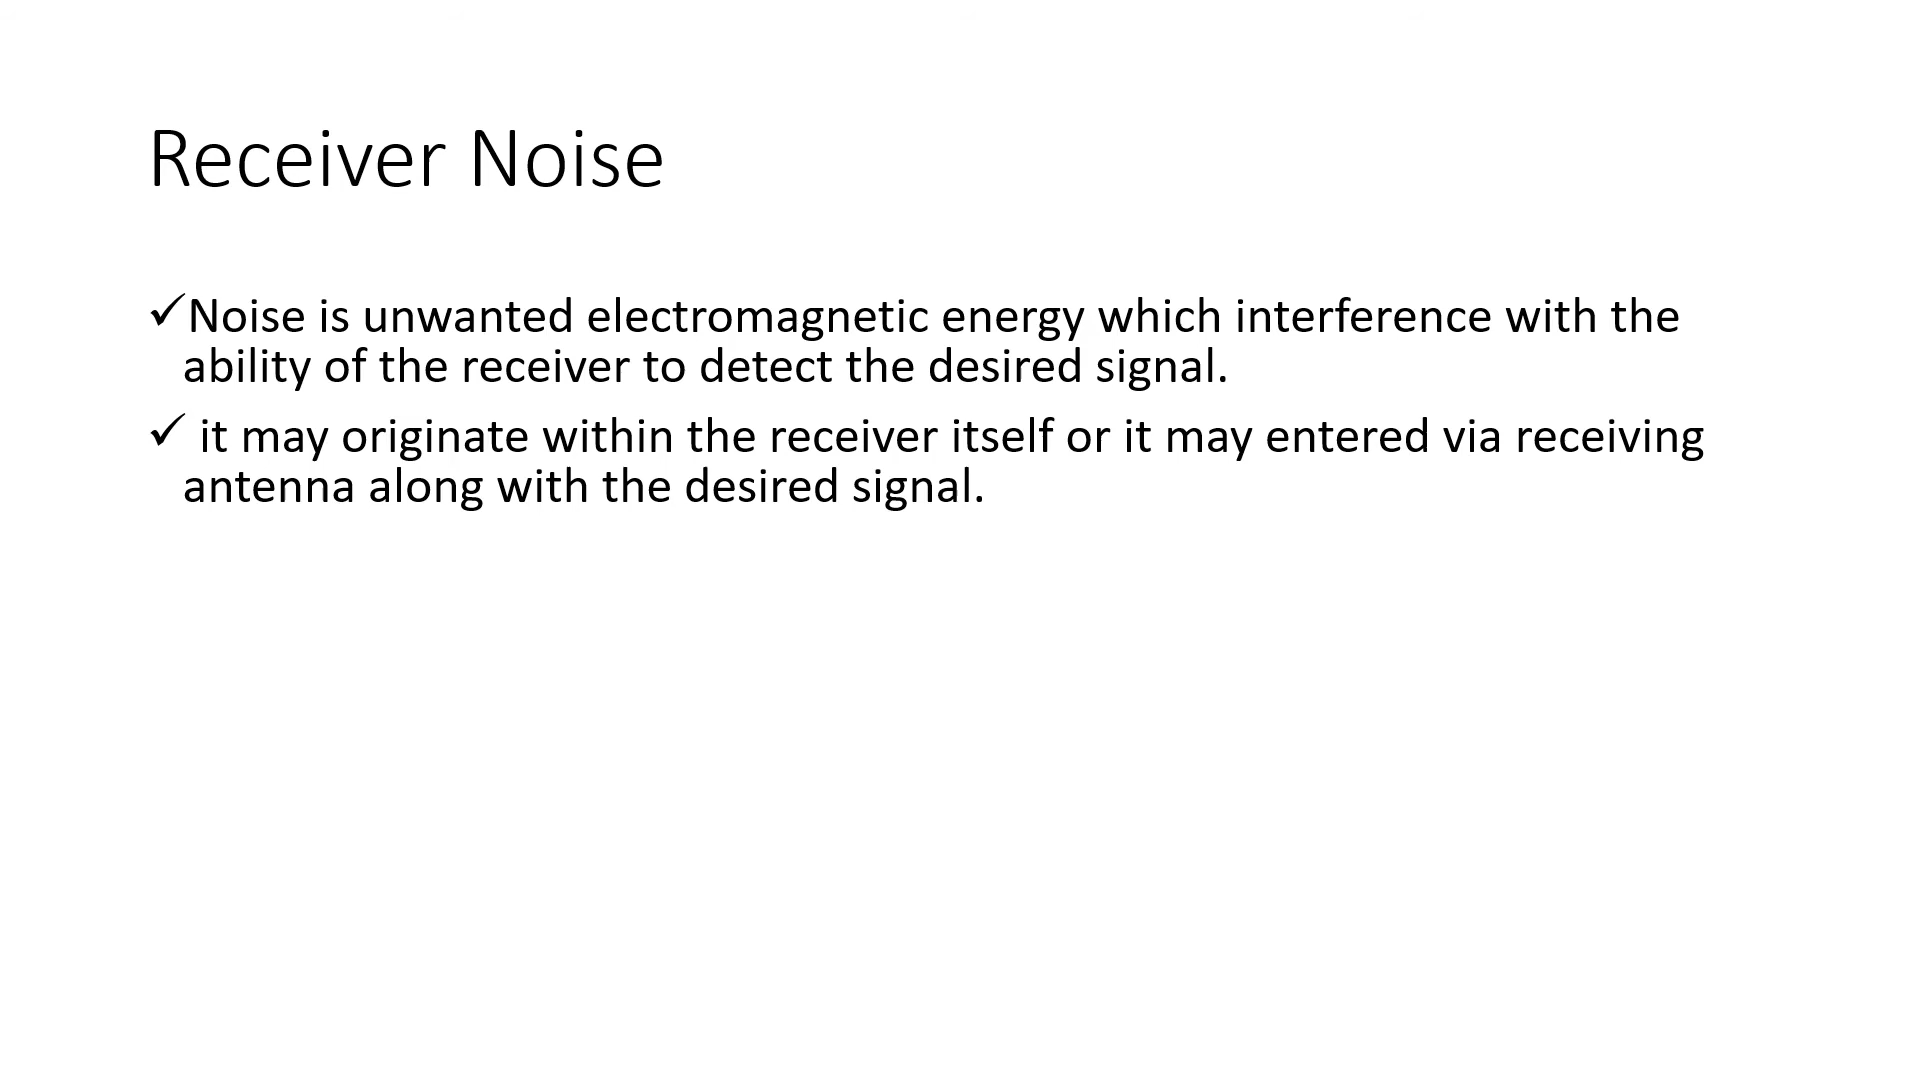 Receiver Noise
✓Noise is unwanted electromagnetic energy which interference with the
ability of the receiver to detect the desired signal.
✓ it may originate within the receiver itself or it may entered via receiving
antenna along with the desired signal.